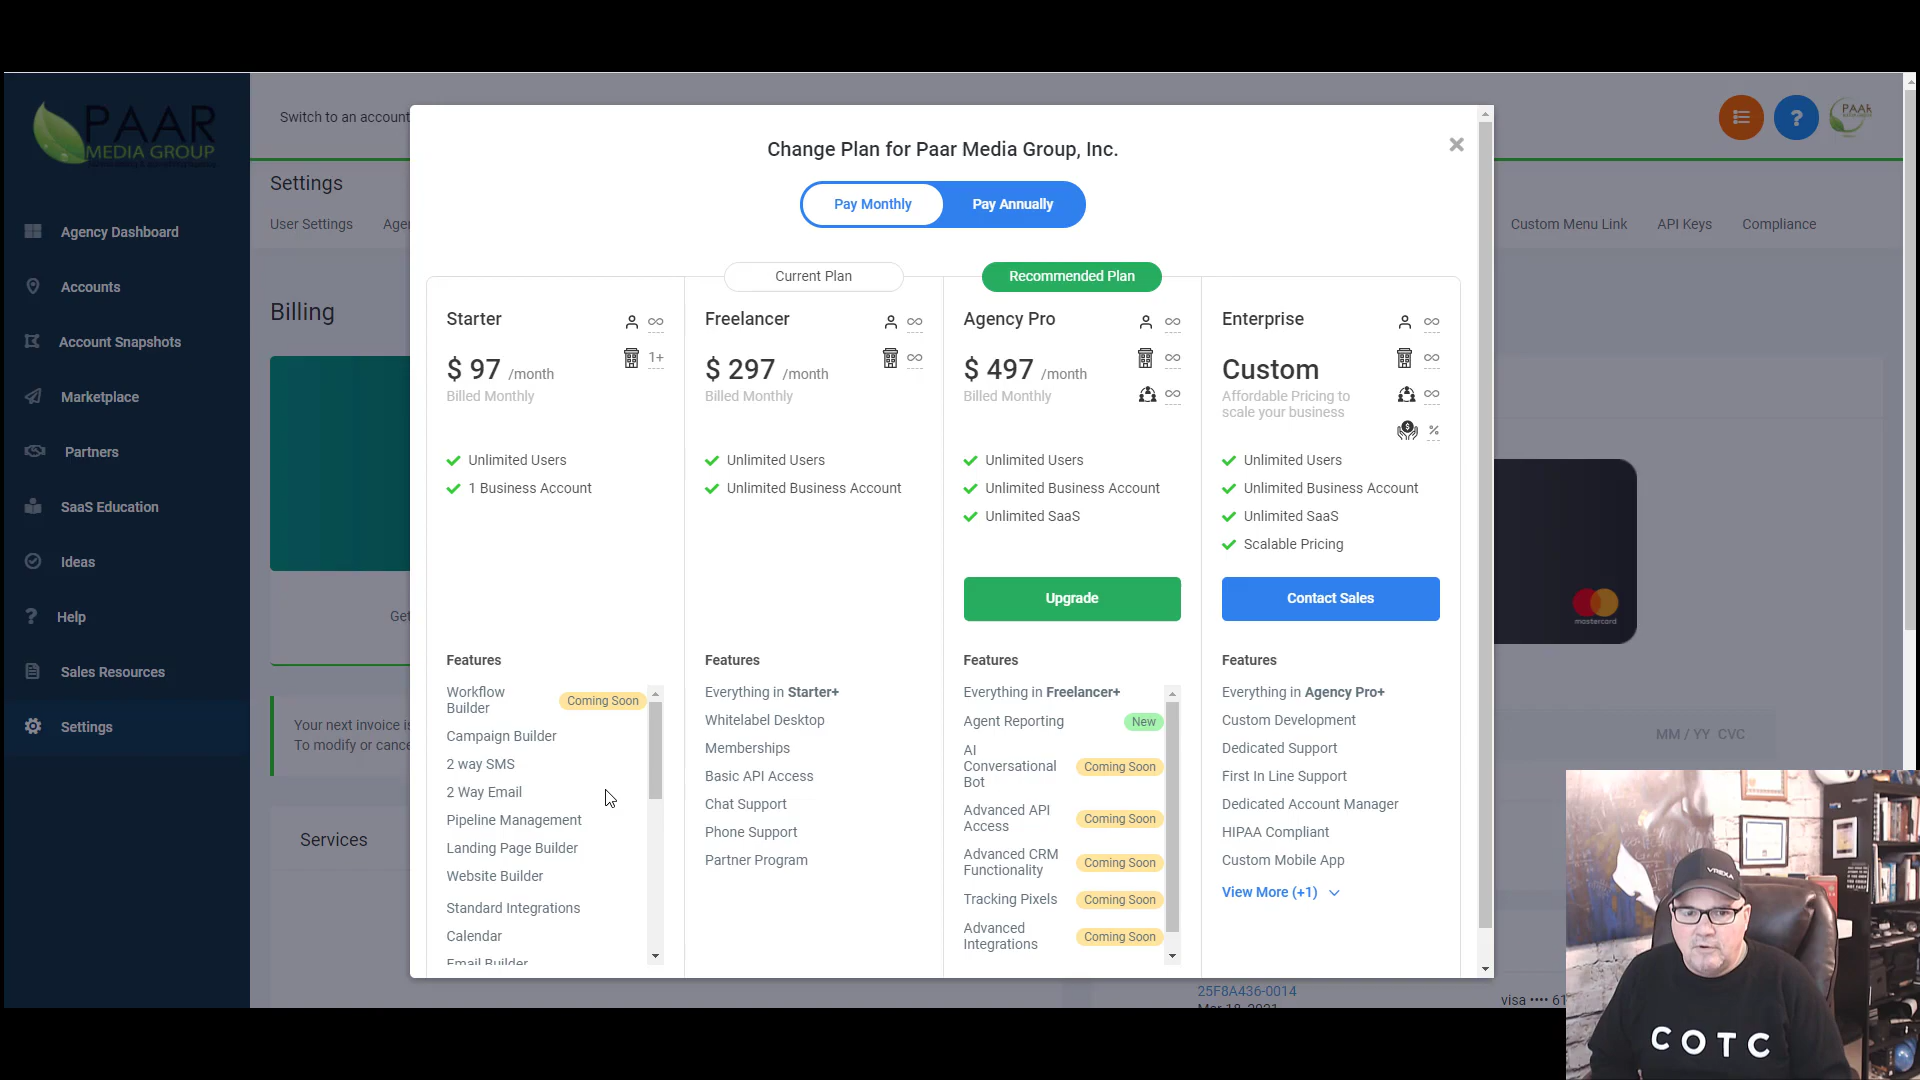 PAAR
MEDIA GROUP
Agency Dashboard
Accounts
Account Snapshots
Marketplace
Partners
SaaS Education
Ideas
Help
Sales Resources
Settings
Switch to an account
Settings
User Settings
Custom Menu Link
API Keys
Compliance
Billing
Your next invoice
Services
?
PAAR
Change Plan for Paar Media Group, Inc.
Pay Monthly
Pay Annually
Starter
1+
$ 97 /month
Billed Monthly
Unlimited Users
1 Business Account
Features
Workflow
Builder
Coming Soon
Campaign Builder
2 way SMS
2 Way Email
Pipeline Management
Landing Page Builder
Website Builder
Standard Integrations
Calendar
Email Builder
Current Plan
Freelancer
$ 297 /month
Billed Monthly
Unlimited Users
Unlimited Business Account
Features
Everything in Starter+
Whitelabel Desktop
Memberships
Basic API Access
Chat Support
Phone Support
Partner Program
Recommended Plan
Agency Pro
$ 497 /month
Billed Monthly
Unlimited Users
Unlimited Business Account
Unlimited SaaS
Upgrade
Features
Everything in Freelancer+
Agent Reporting New
AI
Conversational
Bot
Coming Soon
Advanced API
Access
Coming Soon
Advanced CRM
Functionality
Coming Soon
Tracking Pixels Coming Soon
Advanced
Integrations
Coming Soon
Enterprise
Custom
Affordable Pricing to
scale your business
%
Unlimited Users
Unlimited Business Account
Unlimited SaaS
Scalable Pricing
Contact Sales
Features
Everything in Agency Pro+
Custom Development
Dedicated Support
First In Line Support
Dedicated Account Manager
HIPAA Compliant
Custom Mobile App
View More (+1)
mastercard
MM / YY CVC
25F8A436-0014
visa •••• 61
VREXA
COTC